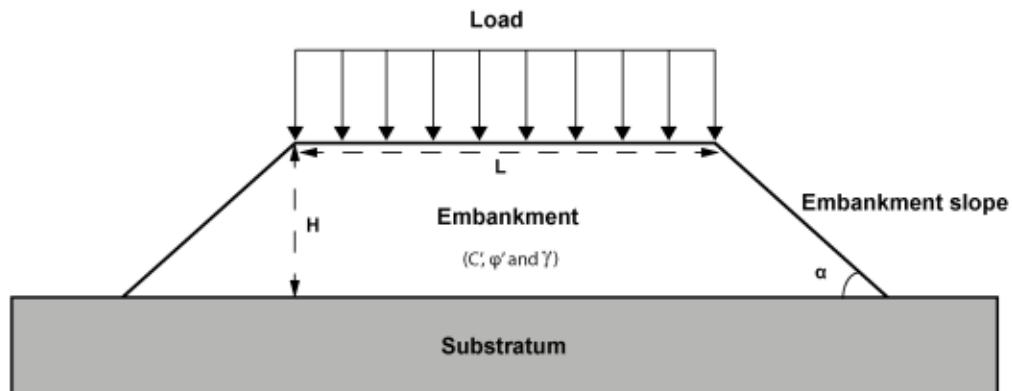 Load
L
H
Embankment
(C', φ' and γ')
Embankment slope
α
Substratum